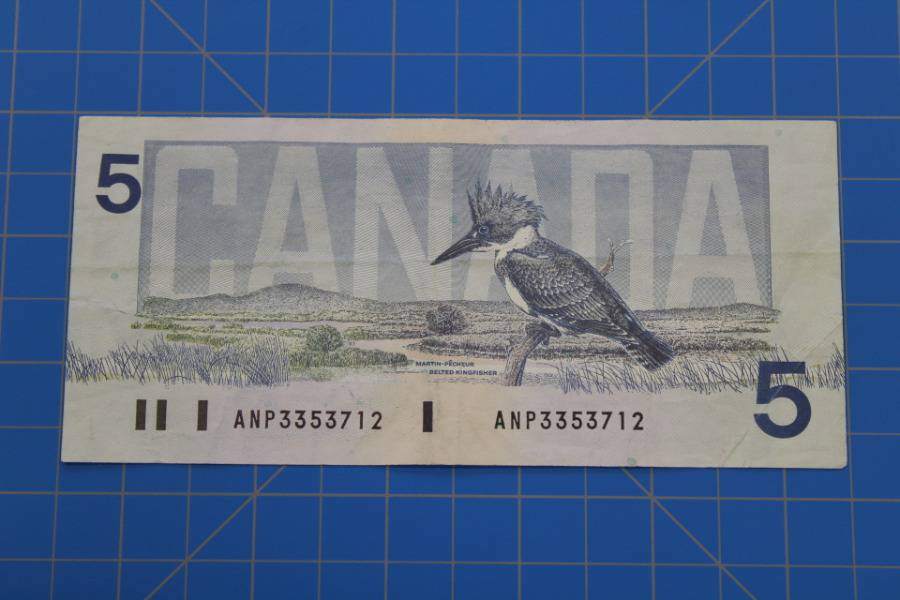 5
CANADA
MARTIN-PÊCHEUR
BELTED KINGFISHER
5
ANP3353712 ANP3353712